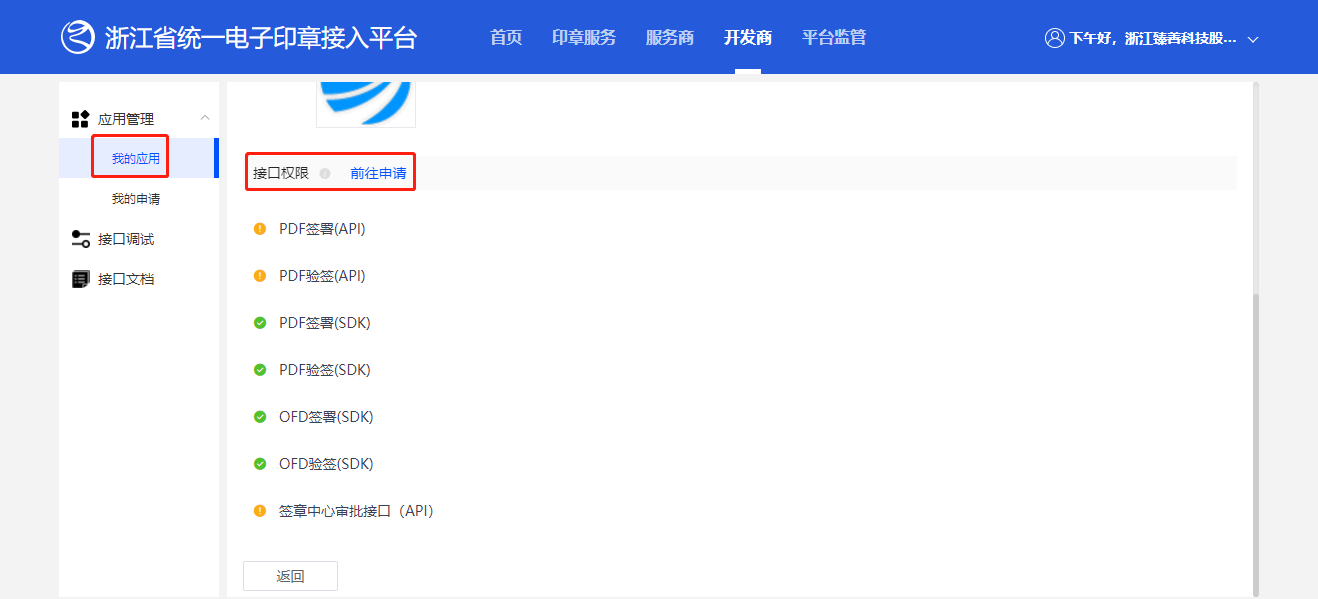 浙江省统一电子印章接入平台
首页 印章服务 服务商 开发商 平台监管
下午好，浙江臻善科技股...
应用管理
我的应用
我的申请
接口调试
接口文档
接口权限 前往申请
PDF签署(API)
PDF验签(API)
PDF签署(SDK)
PDF验签(SDK)
OFD签署(SDK)
OFD验签(SDK)
签章中心审批接口（API）
返回